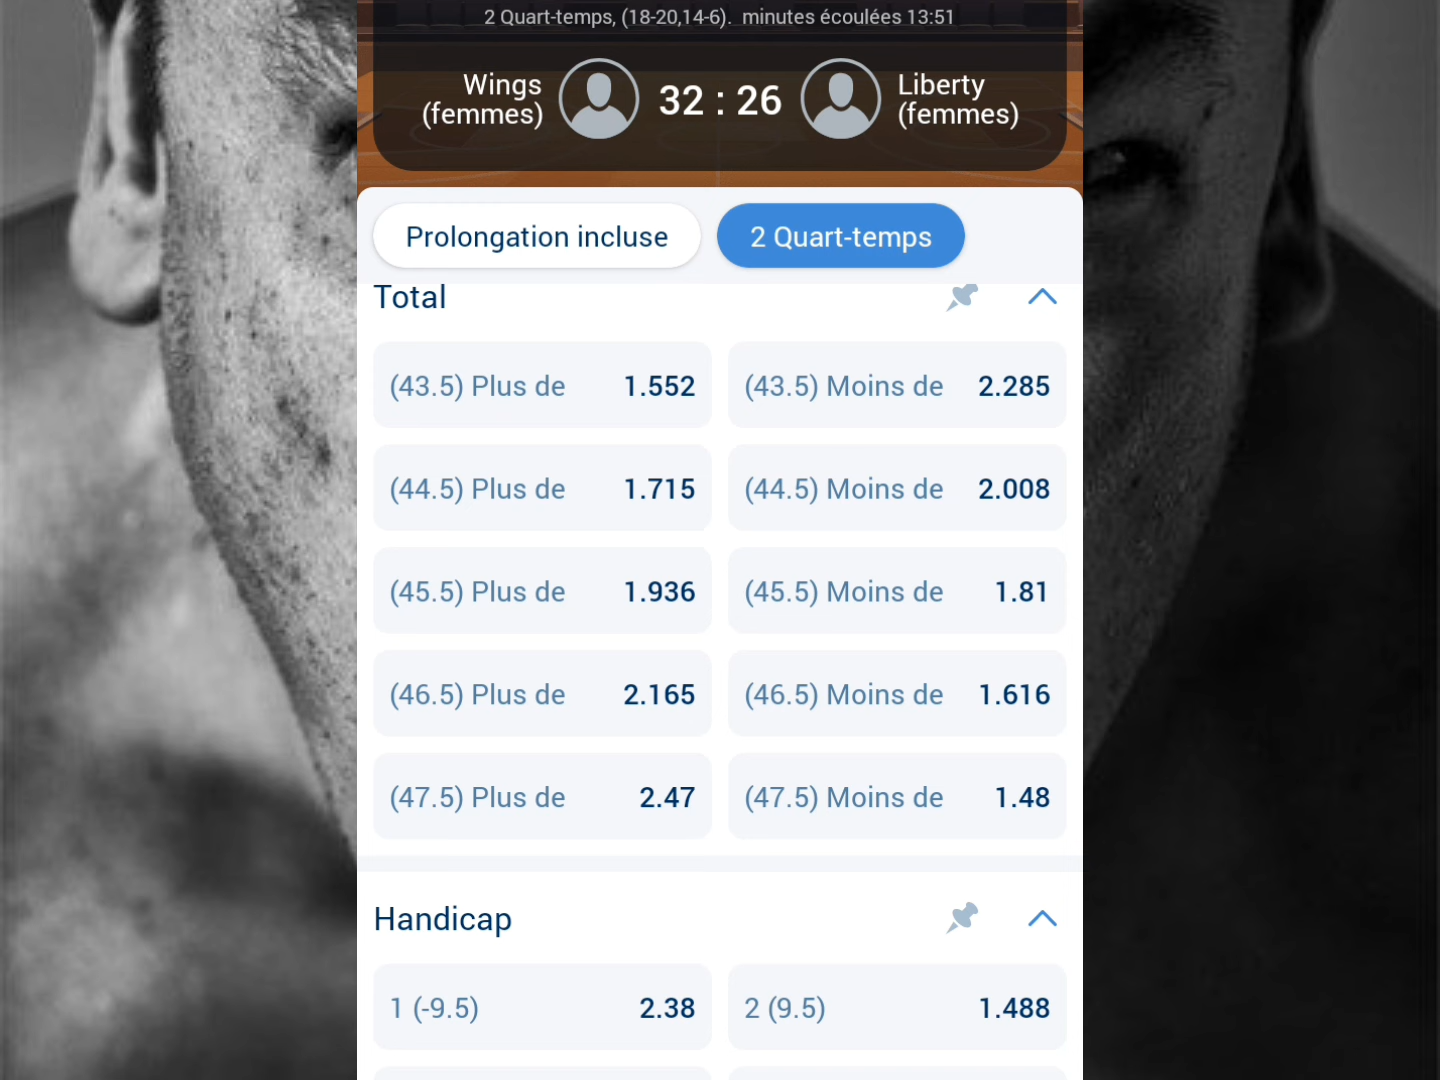 2 Quart-temps, (18-20,14-6). minutes écoulées 13:51
Wings (femmes)
32 : 26
Liberty (femmes)
Prolongation incluse
2 Quart-temps
Total
(43.5) Plus de 1.552
(43.5) Moins de 2.285
(44.5) Plus de 1.715
(44.5) Moins de 2.008
(45.5) Plus de 1.936
(45.5) Moins de 1.81
(46.5) Plus de 2.165
(46.5) Moins de 1.616
(47.5) Plus de 2.47
(47.5) Moins de 1.48
Handicap
1 (-9.5) 2.38
2 (9.5) 1.488